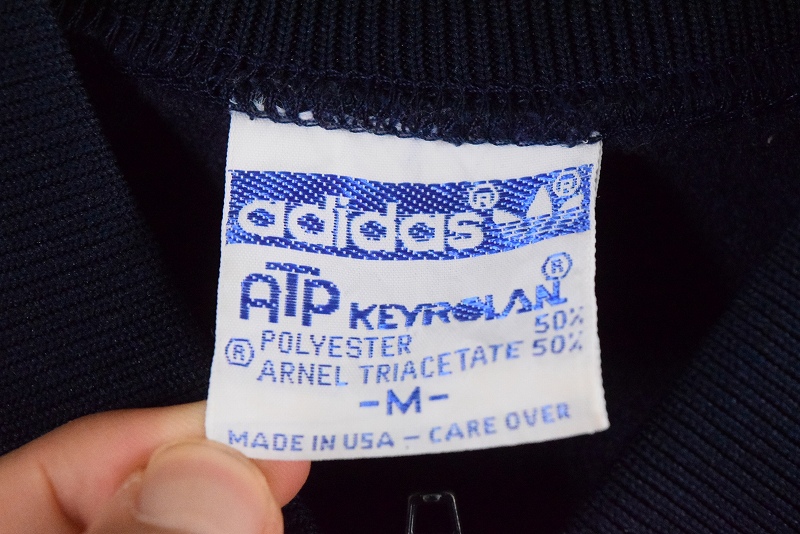 adidas® ®
ATP KEYROLAN®
POLYESTER 50%
® ARNEL TRIACETATE 50%
-M-
MADE IN USA – CARE OVER